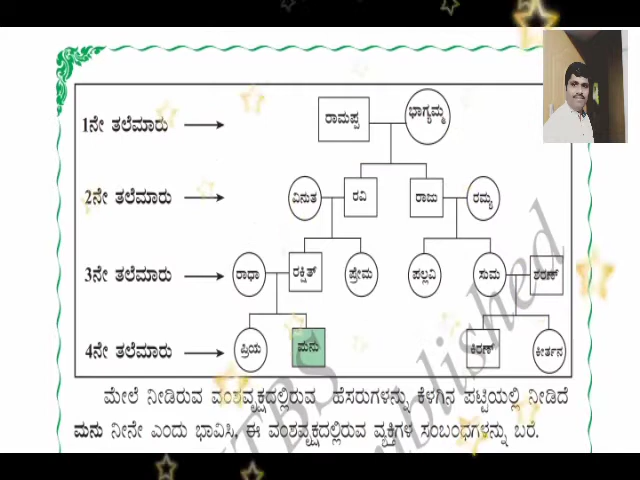 1ನೇ ತಲೆಮಾರು ರಾಮಪ್ಪ ಭಾಗ್ಯಮ್ಮ
2ನೇ ತಲೆಮಾರು ವಿನುತ ರವಿ ರಾಜು ರಮ್ಯ
3ನೇ ತಲೆಮಾರು ರಾಧಾ ರಕ್ಷಿತ್ ಪ್ರೇಮ ಪಲ್ಲವಿ ಸುಮ ಶರಣ್
4ನೇ ತಲೆಮಾರು ಪ್ರಿಯ ಮನು ಕಿರಣ್ ಕೀರ್ತನ
ಮೇಲೆ ನೀಡಿರುವ ವಂಶವೃಕ್ಷದಲ್ಲಿರುವ ಹೆಸರುಗಳನ್ನು ಕೆಳಗಿನ ಪಟ್ಟಿಯಲ್ಲಿ ನೀಡಿದೆ
ಮನು ನೀನೇ ಎಂದು ಭಾವಿಸಿ, ಈ ವಂಶವೃಕ್ಷದಲ್ಲಿರುವ ವ್ಯಕ್ತಿಗಳ ಸಂಬಂಧಗಳನ್ನು ಬರೆ.